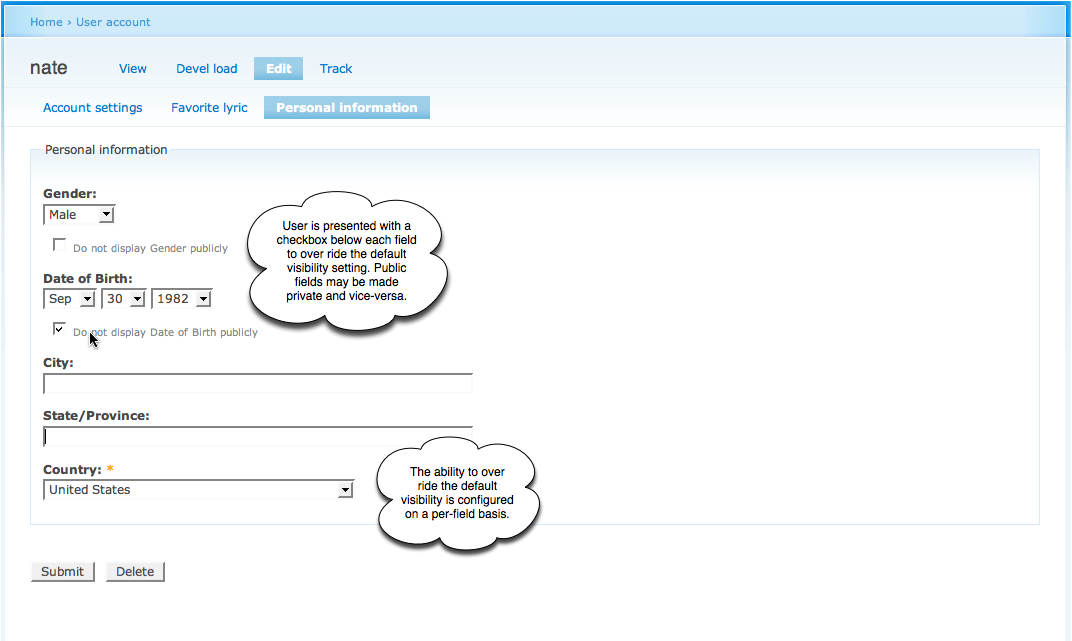 Home › User account
nate View Devel load Edit Track
Account settings Favorite lyric Personal information
Personal information
Gender:
Male
Do not display Gender publicly
User is presented with a
checkbox below each field
to over ride the default
visibility setting. Public
fields may be made
private and vice-versa.
Date of Birth:
Sep 30 1982
Do not display Date of Birth publicly
City:
State/Province:
Country: *
United States
The ability to over
ride the default
visibility is configured
on a per-field basis.
Submit Delete